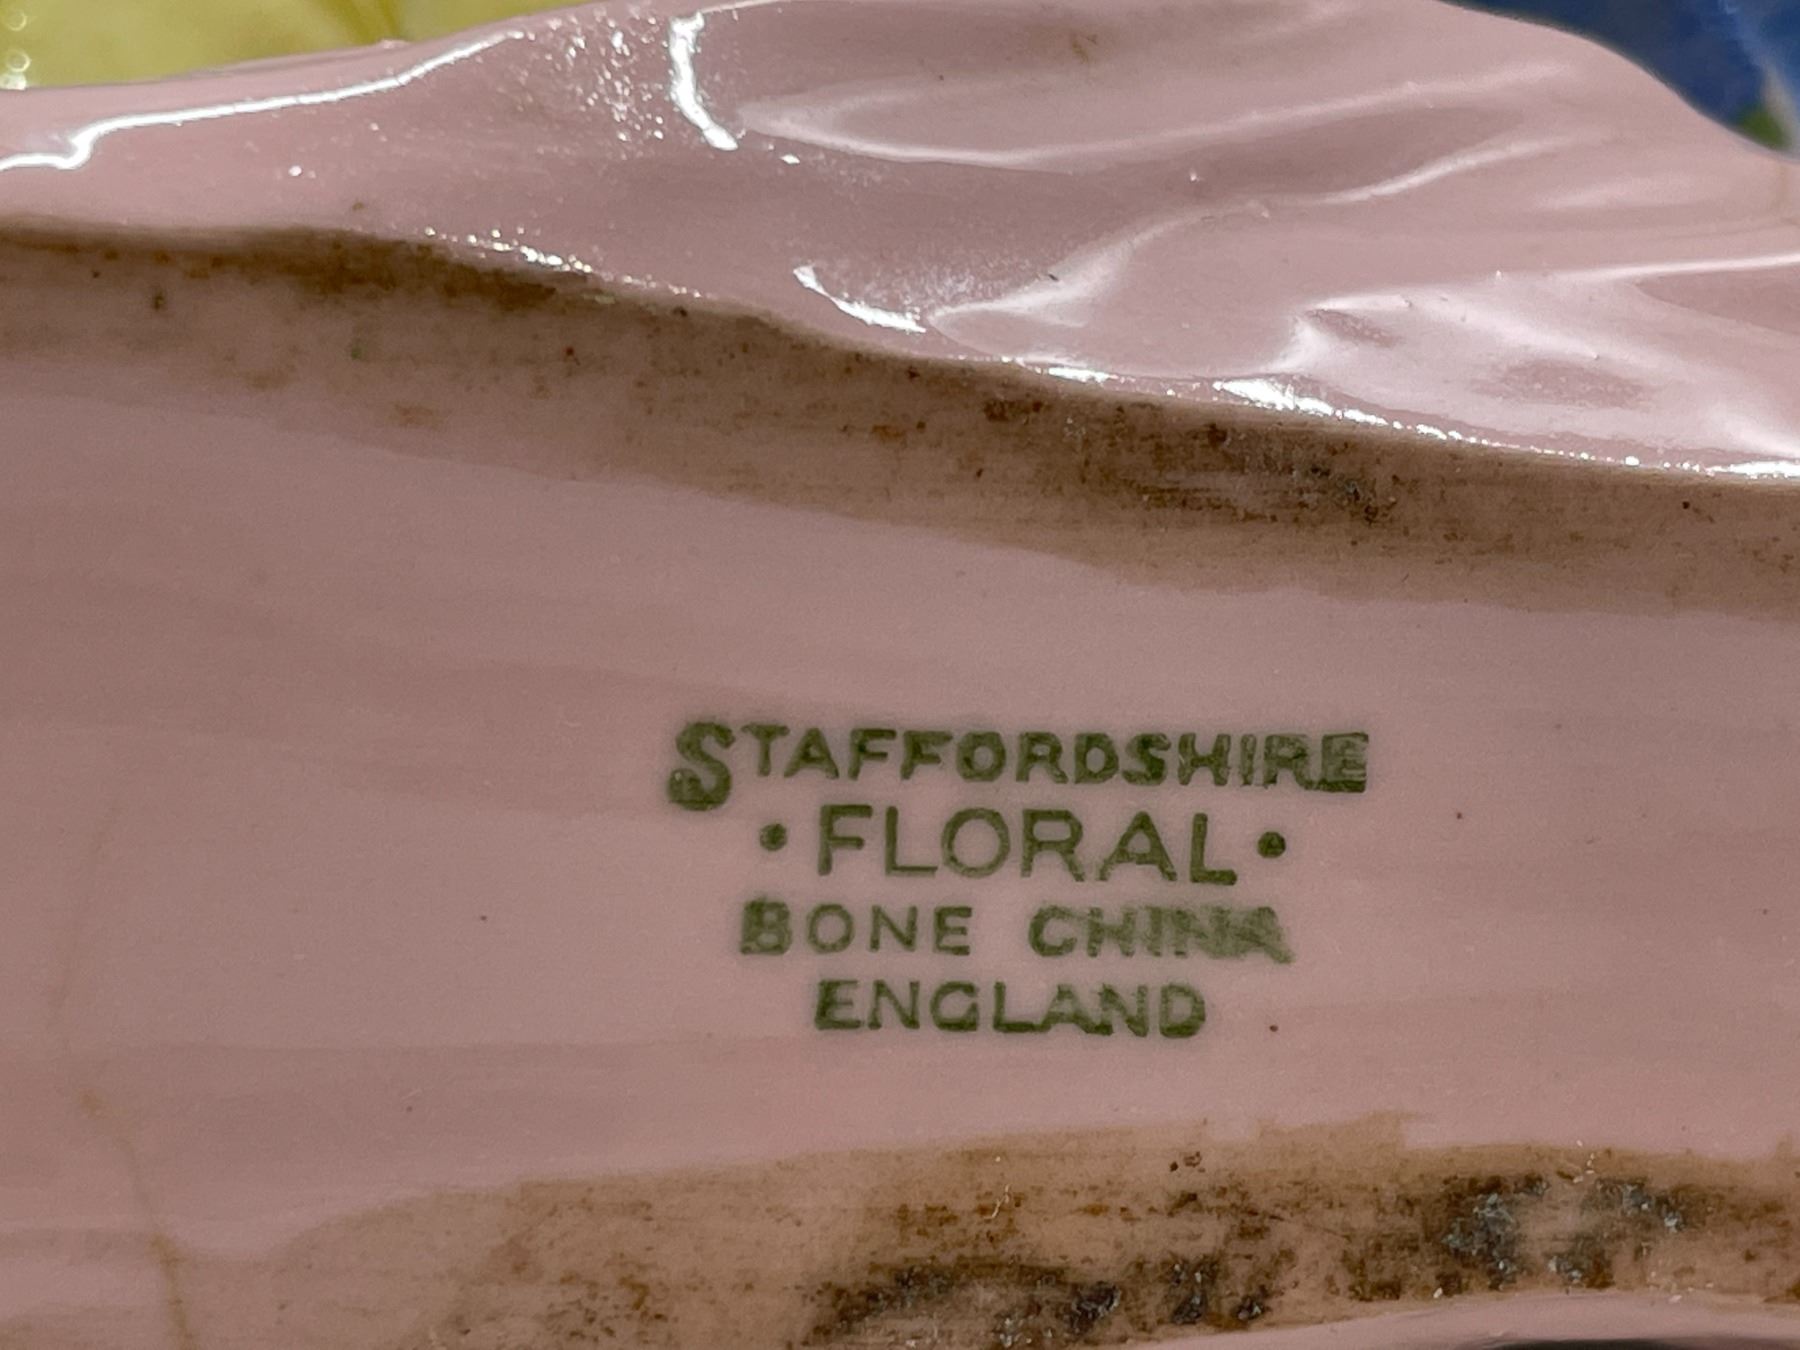 STAFFORDSHIRE
• FLORAL •
BONE CHINA
ENGLAND